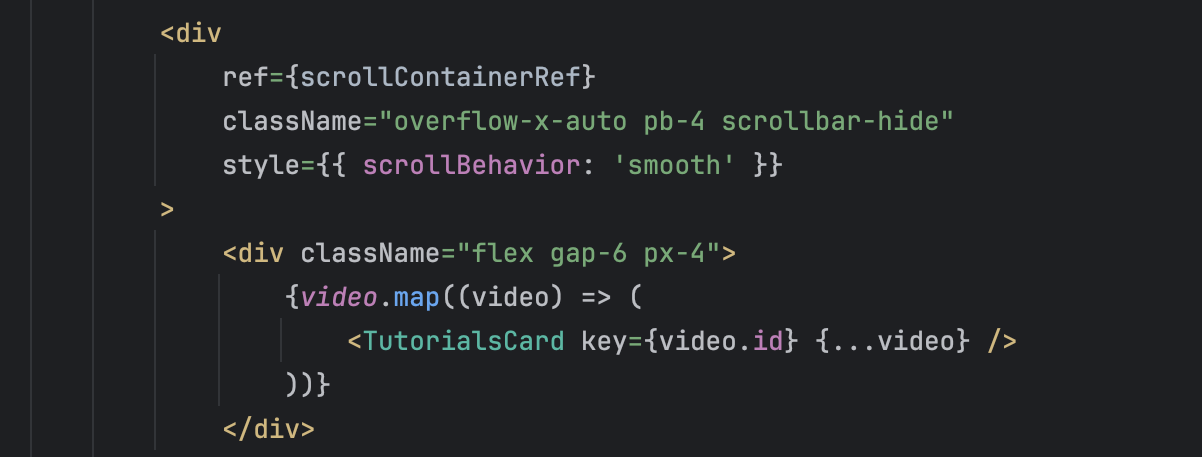 <div
ref={scrollContainerRef}
className="overflow-x-auto pb-4 scrollbar-hide"
style={{ scrollBehavior: 'smooth' }}
>
<div className="flex gap-6 px-4">
{video.map((video) => (
<TutorialsCard key={video.id} {...video} />
))}
</div>